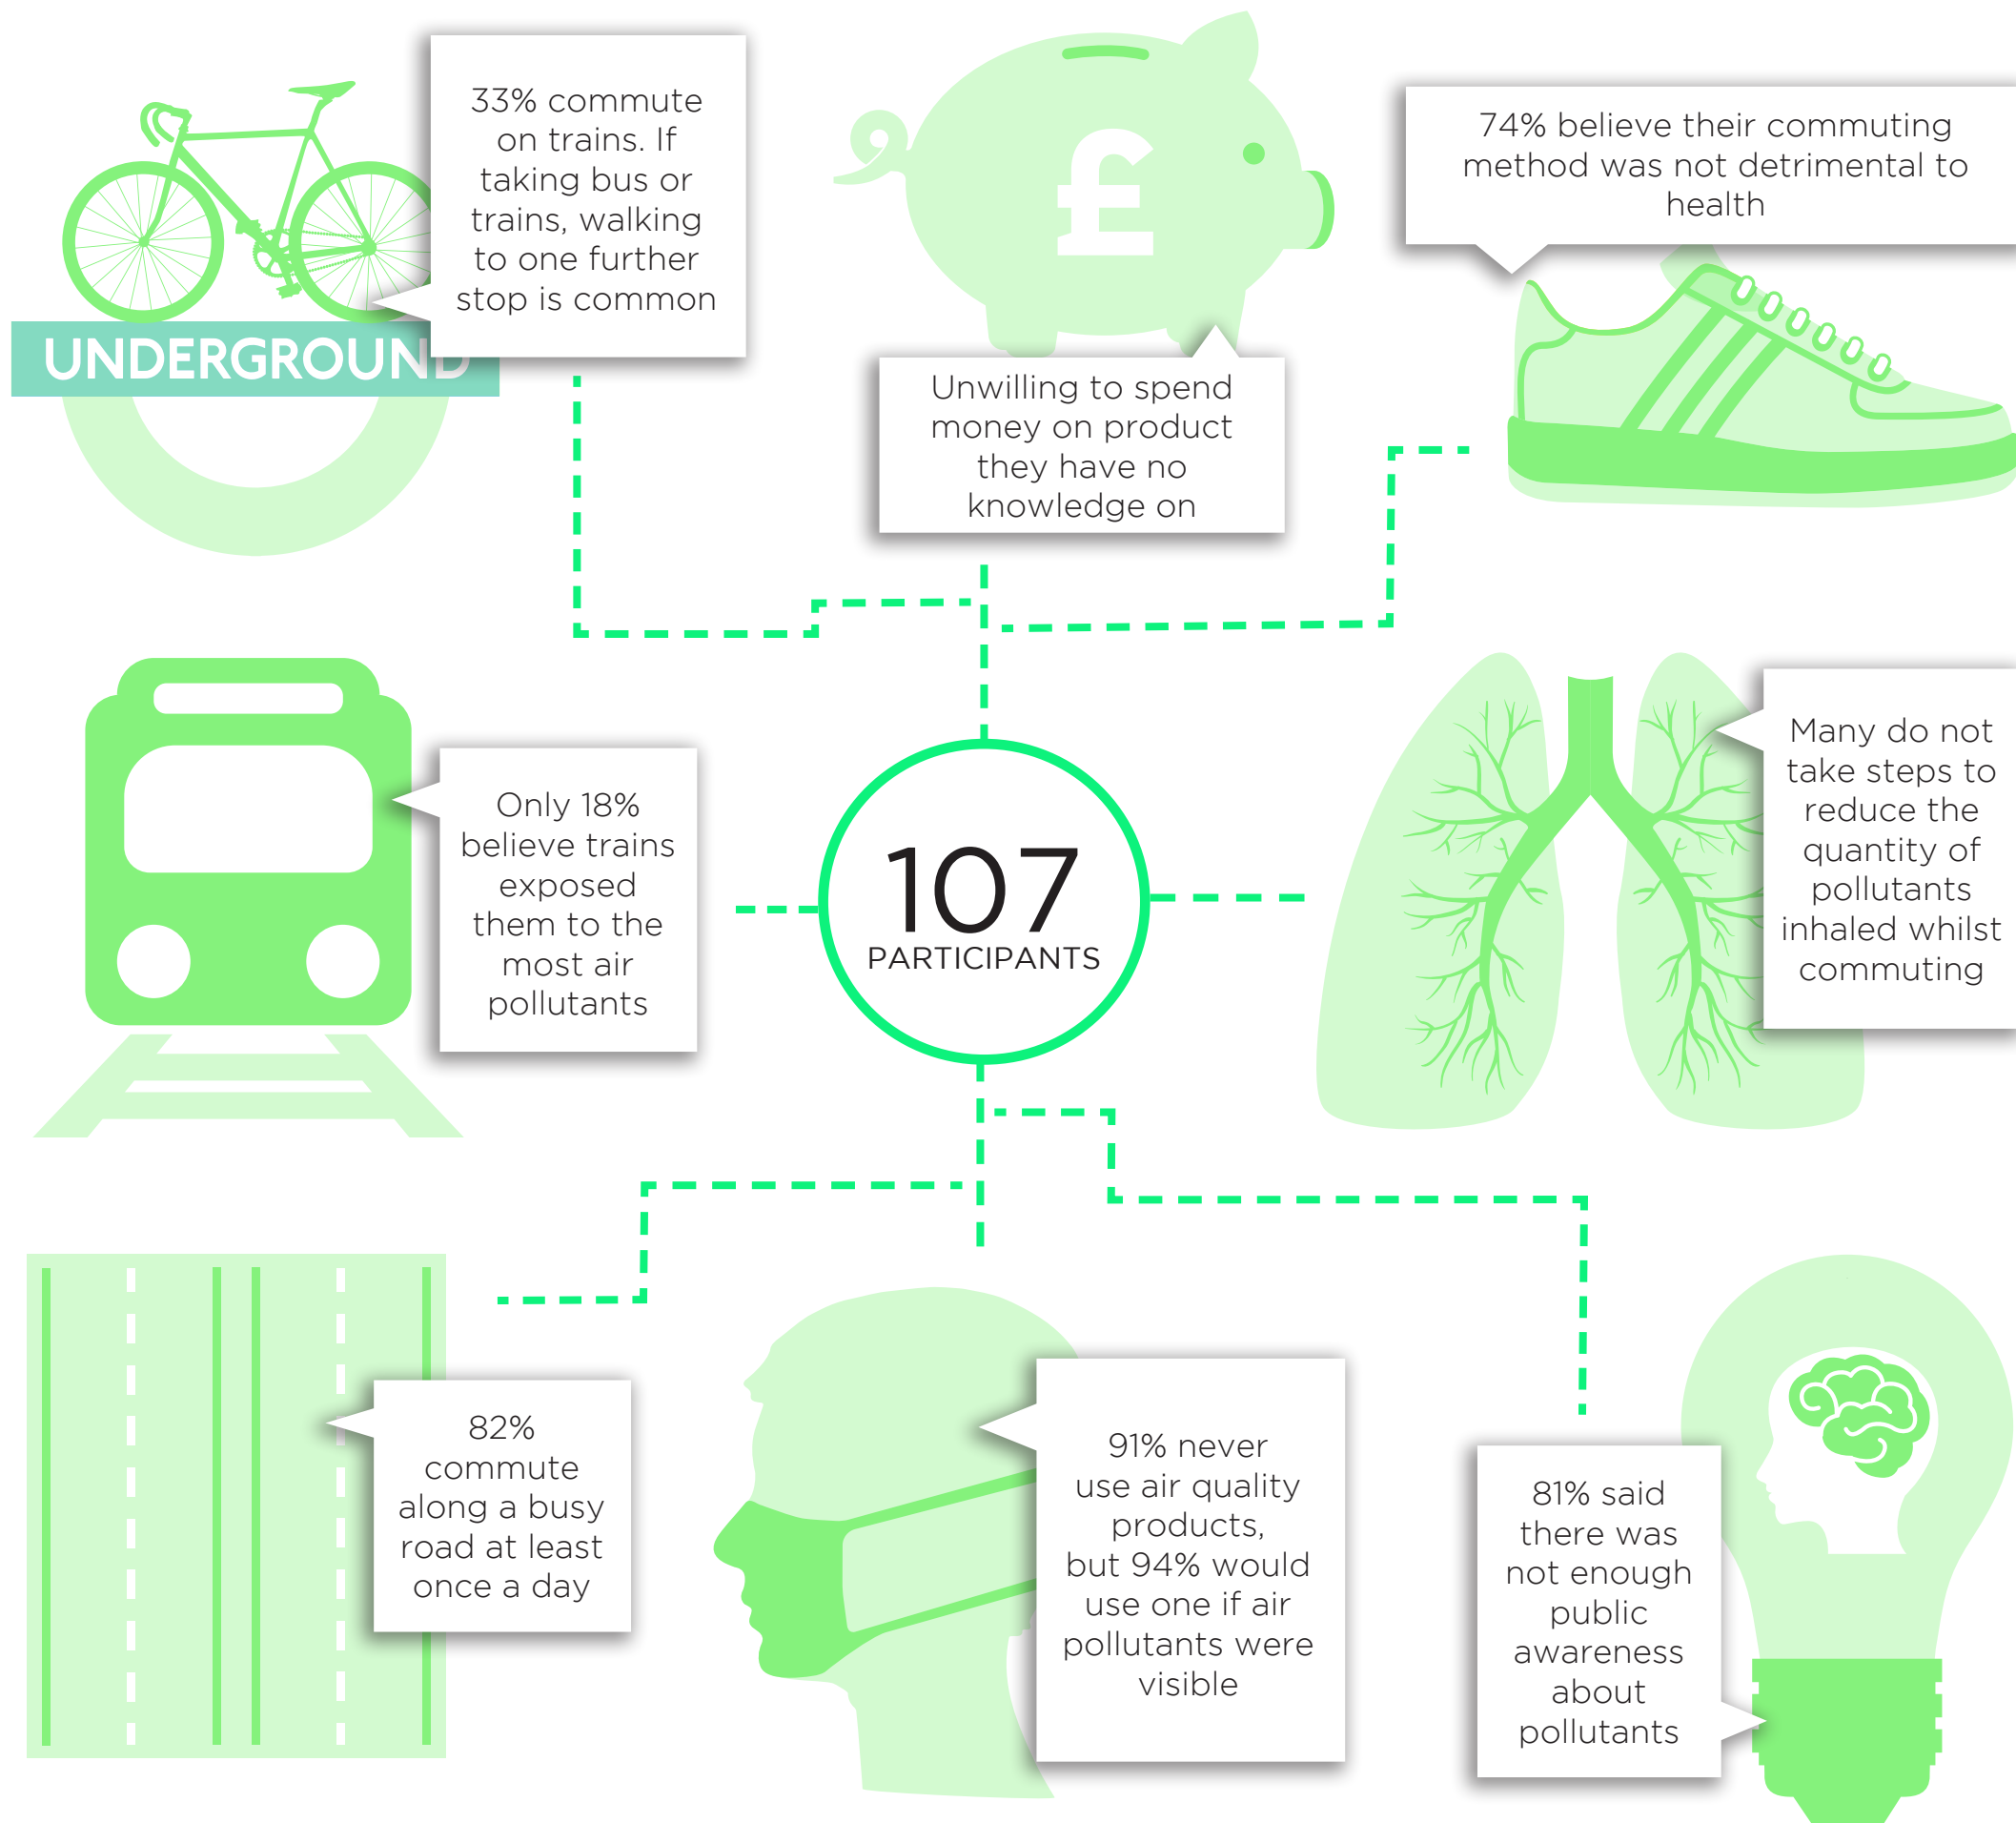 33% commute
on trains. If
taking bus or
trains, walking
to one further
stop is common
UNDERGROUND
£
Unwilling to spend
money on product
they have no
knowledge on
74% believe their commuting
method was not detrimental to
health
Only 18%
believe trains
exposed
them to the
most air
pollutants
107
PARTICIPANTS
Many do not
take steps to
reduce the
quantity of
pollutants
inhaled whilst
commuting
82%
commute
along a busy
road at least
once a day
91% never
use air quality
products,
but 94% would
use one if air
pollutants were
visible
81% said
there was
not enough
public
awareness
about
pollutants